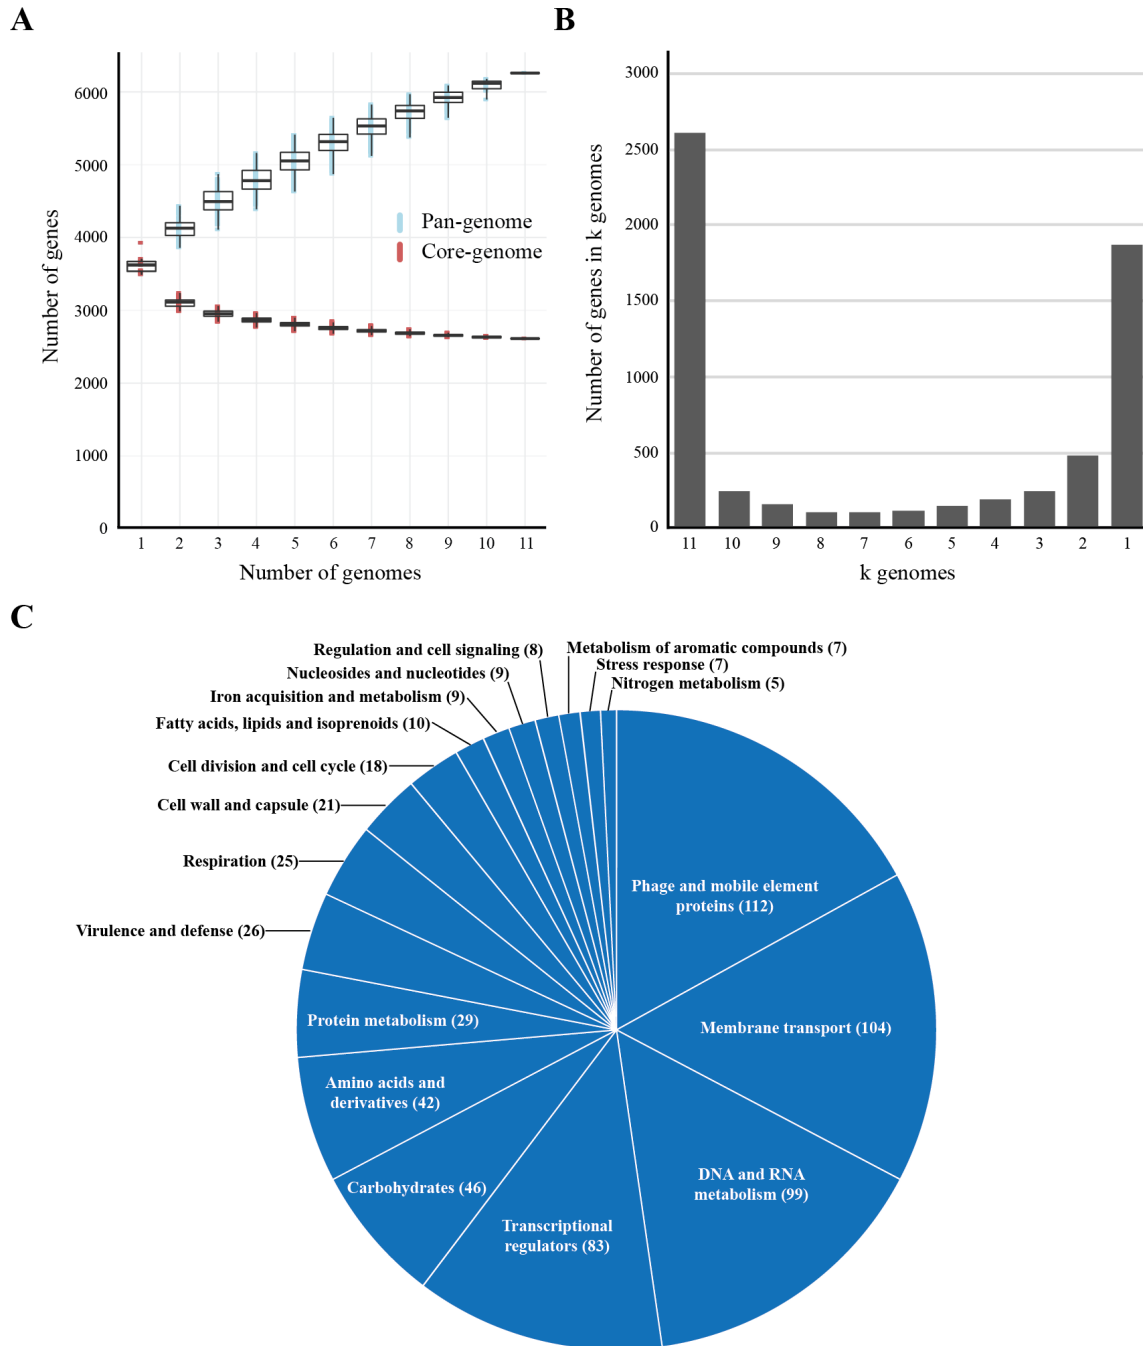 A
6000
5000
4000
3000
2000
1000
0
Number of genes
Pan-genome
Core-genome
1 2 3 4 5 6 7 8 9 10 11
Number of genomes
B
3000
2500
2000
1500
1000
500
0
Number of genes in k genomes
11 10 9 8 7 6 5 4 3 2 1
k genomes
C
Regulation and cell signaling (8)
Nucleosides and nucleotides (9)
Iron acquisition and metabolism (9)
Fatty acids, lipids and isoprenoids (10)
Cell division and cell cycle (18)
Cell wall and capsule (21)
Respiration (25)
Virulence and defense (26)
Metabolism of aromatic compounds (7)
Stress response (7)
Nitrogen metabolism (5)
Phage and mobile element
proteins (112)
Membrane transport (104)
DNA and RNA
metabolism (99)
Transcriptional
regulators (83)
Carbohydrates (46)
Amino acids and
derivatives (42)
Protein metabolism (29)